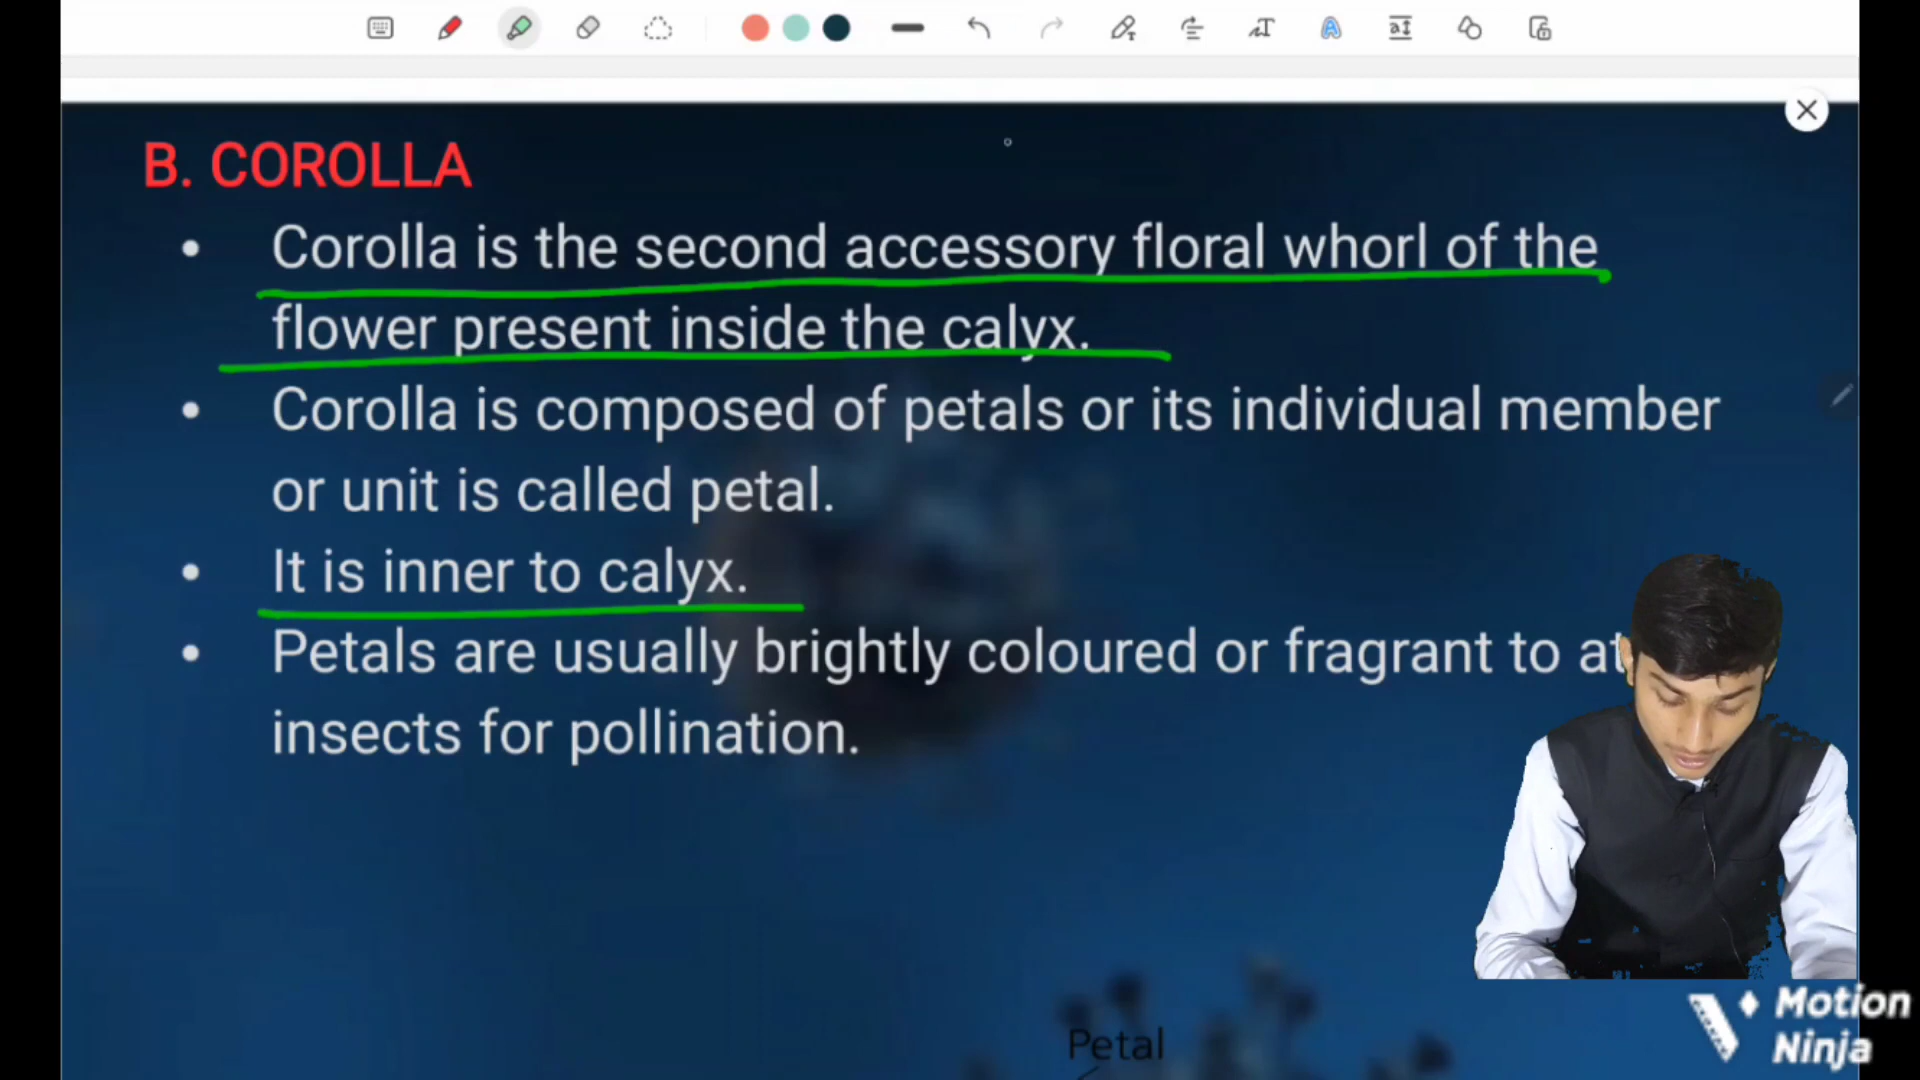 B. COROLLA
• Corolla is the second accessory floral whorl of the
flower present inside the calyx.
• Corolla is composed of petals or its individual member
or unit is called petal.
• It is inner to calyx.
• Petals are usually brightly coloured or fragrant to at
insects for pollination.
Petal
Motion
Ninja